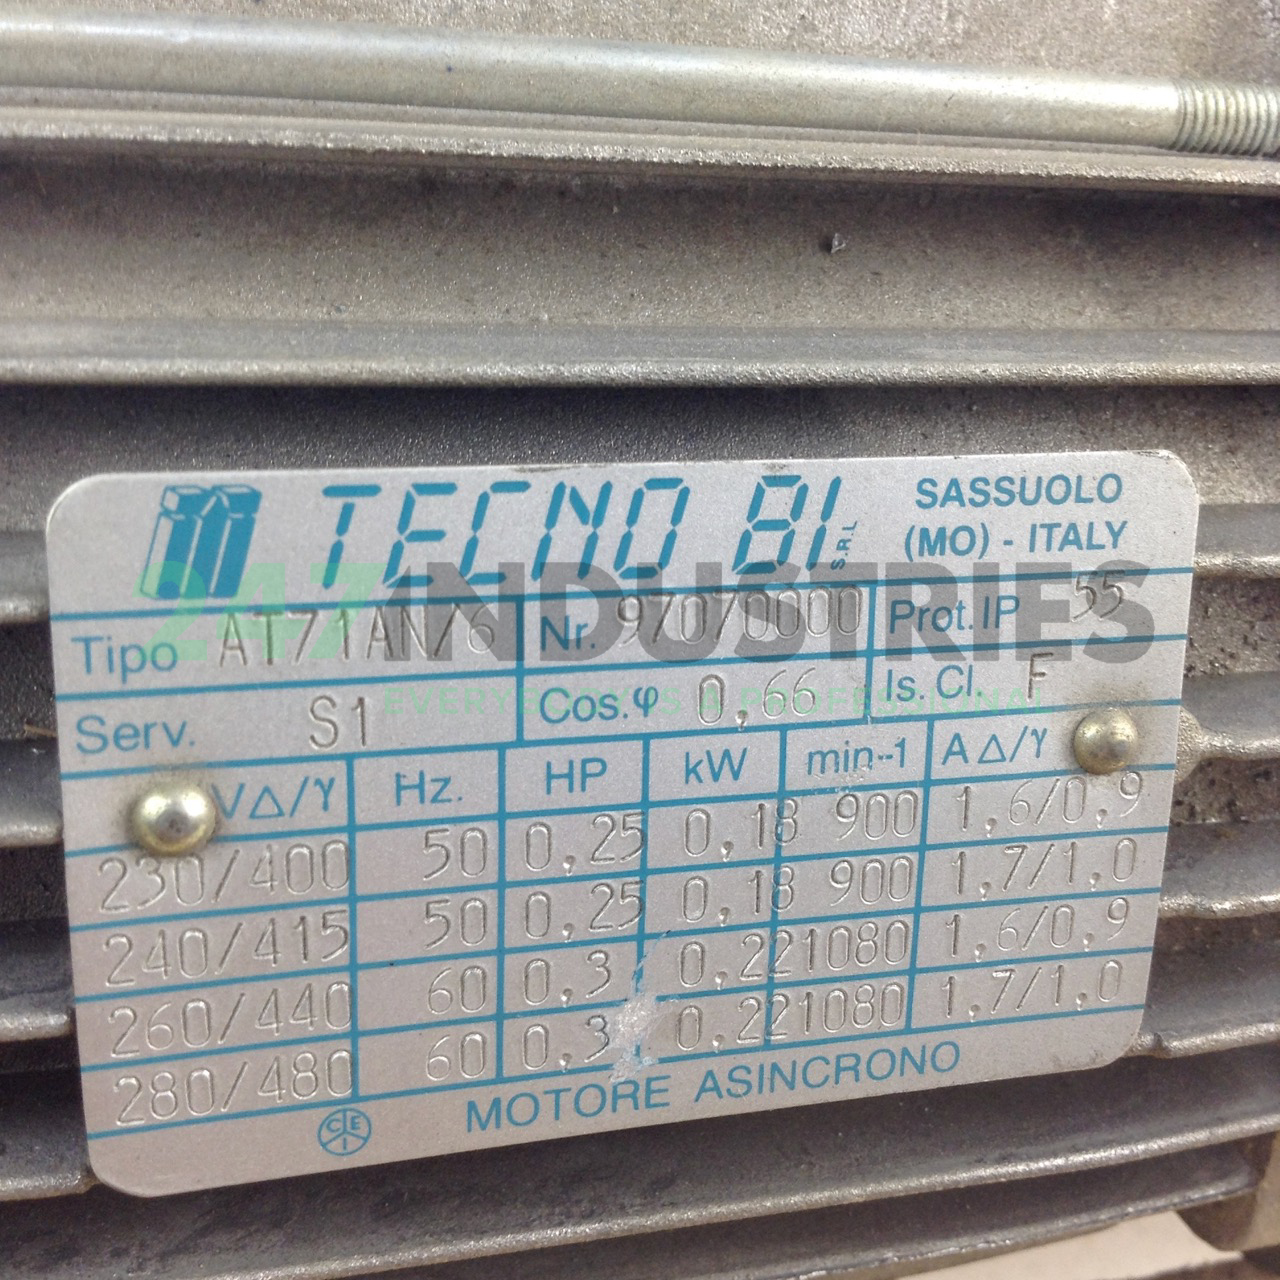 TECNO 81 S.R.L
SASSUOLO
(MO) - ITALY
Tipo AT71AN/6 Nr. 97070000 Prot. IP 55
Serv. S1 Cos.φ 0,66 Is. Cl. F
V△/Y Hz. HP kW min-1 A△/Y
230/400 50 0,25 0,18 900 1,6/0,9
240/415 50 0,25 0,18 900 1,7/1,0
260/440 60 0,3 0,22 1080 1,6/0,9
280/480 60 0,3 0,22 1080 1,7/1,0
CEI MOTORE ASINCRONO
247INDUSTRIES
EVERYBODY IS A PROFESSIONAL